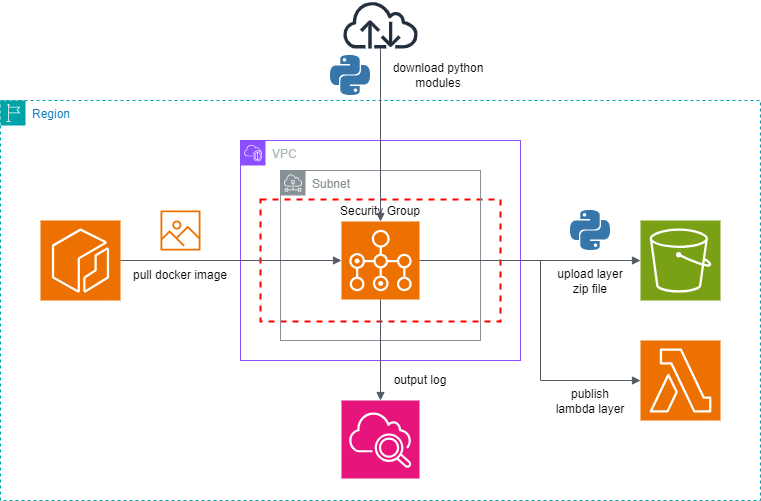 download python
modules
Region
VPC
Subnet
Security Group
pull docker image
upload layer
zip file
output log
publish
lambda layer